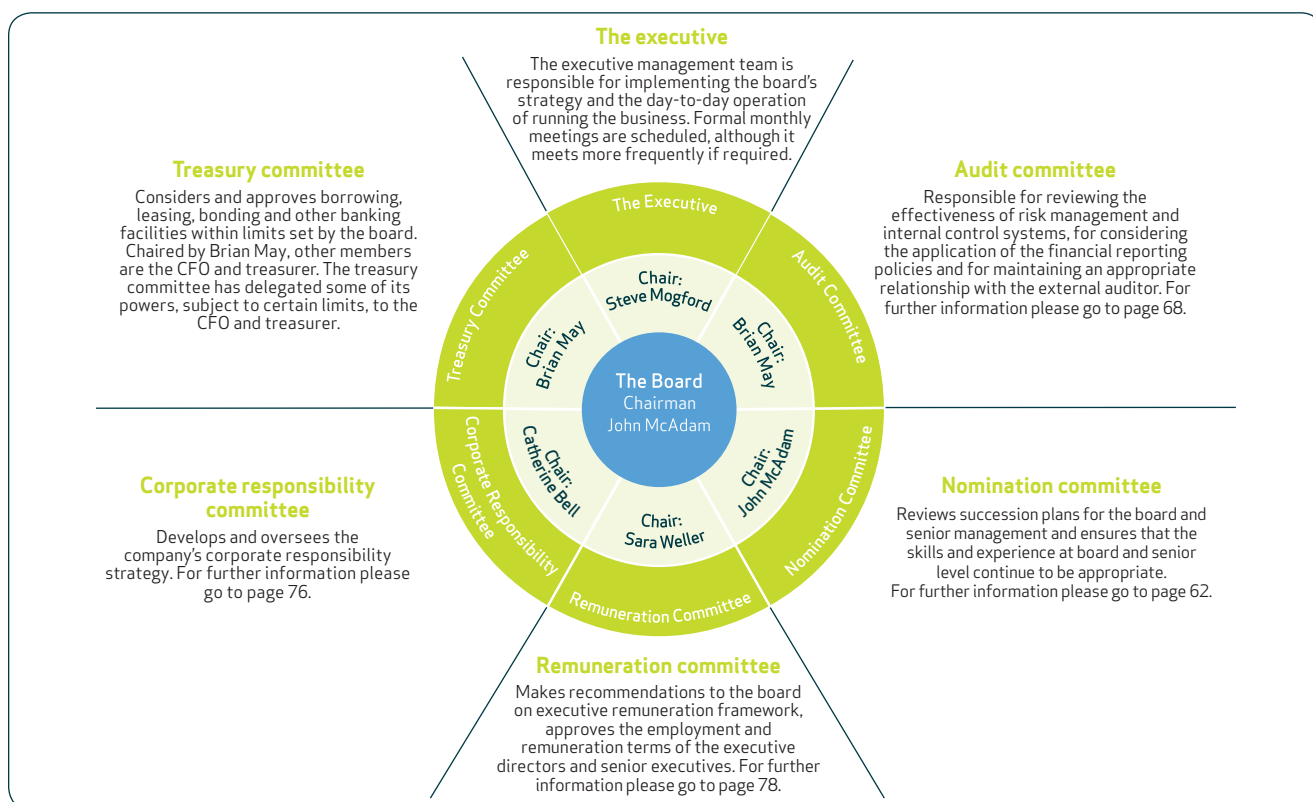 The executive
The executive management team is
responsible for implementing the board's
strategy and the day-to-day operation
of running the business. Formal monthly
meetings are scheduled, although it
meets more frequently if required.
Treasury committee
Considers and approves borrowing,
leasing, bonding and other banking
facilities within limits set by the board.
Chaired by Brian May, other members
are the CFO and treasurer. The treasury
committee has delegated some of its
powers, subject to certain limits, to the
CFO and treasurer.
Audit committee
Responsible for reviewing the
effectiveness of risk management and
internal control systems, for considering
the application of the financial reporting
policies and for maintaining an appropriate
relationship with the external auditor. For
further information please go to page 68.
The Executive
Chair:
Steve Mogford
Treasury Committee
Chair:
Brian May
Audit Committee
Chair:
Brian May
The Board
Chairman
John McAdam
Corporate Responsibility
Committee
Chair:
Catherine Bell
Nomination Committee
Chair:
John McAdam
Chair:
Sara Weller
Remuneration Committee
Corporate responsibility
committee
Develops and oversees the
company's corporate responsibility
strategy. For further information please
go to page 76.
Nomination committee
Reviews succession plans for the board and
senior management and ensures that the
skills and experience at board and senior
level continue to be appropriate.
For further information please go to page 62.
Remuneration committee
Makes recommendations to the board
on executive remuneration framework,
approves the employment and
remuneration terms of the executive
directors and senior executives. For further
information please go to page 78.